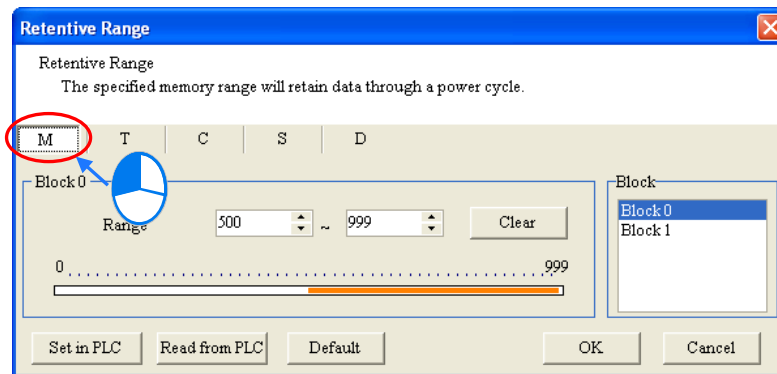 Retentive Range
Retentive Range
The specified memory range will retain data through a power cycle.
M T C S D
Block 0
Range 500 ~ 999 Clear
0 999
Block
Block 0
Block 1
Set in PLC Read from PLC Default OK Cancel